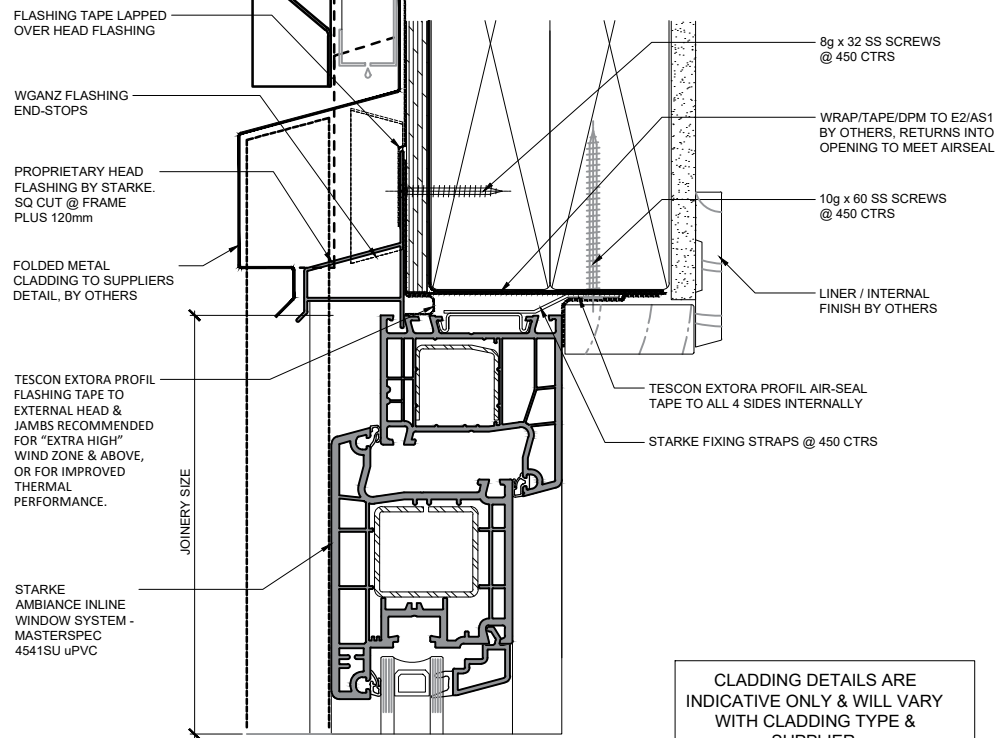 FLASHING TAPE LAPPED
OVER HEAD FLASHING
WGANZ FLASHING
END-STOPS
PROPRIETARY HEAD
FLASHING BY STARKE.
SQ CUT @ FRAME
PLUS 120mm
FOLDED METAL
CLADDING TO SUPPLIERS
DETAIL, BY OTHERS
TESCON EXTORA PROFIL
FLASHING TAPE TO
EXTERNAL HEAD &
JAMBS RECOMMENDED
FOR “EXTRA HIGH”
WIND ZONE & ABOVE,
OR FOR IMPROVED
THERMAL
PERFORMANCE.
JOINERY SIZE
STARKE
AMBIANCE INLINE
WINDOW SYSTEM -
MASTERSPEC
4541SU uPVC
8g x 32 SS SCREWS
@ 450 CTRS
WRAP/TAPE/DPM TO E2/AS1
BY OTHERS, RETURNS INTO
OPENING TO MEET AIRSEAL
10g x 60 SS SCREWS
@ 450 CTRS
LINER / INTERNAL
FINISH BY OTHERS
TESCON EXTORA PROFIL AIR-SEAL
TAPE TO ALL 4 SIDES INTERNALLY
STARKE FIXING STRAPS @ 450 CTRS
CLADDING DETAILS ARE
INDICATIVE ONLY & WILL VARY
WITH CLADDING TYPE &
SUPPLIER